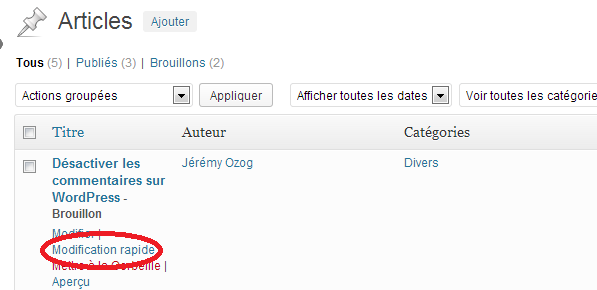 Articles Ajouter
Tous (5) | Publiés (3) | Brouillons (2)
Actions groupées Appliquer Afficher toutes les dates Voir toutes les catégorie
Titre Auteur Catégories
Désactiver les Jérémy Ozog Divers
commentaires sur
WordPress -
Brouillon
Modifier |
Modification rapide
Mettre à la Corbeille |
Aperçu